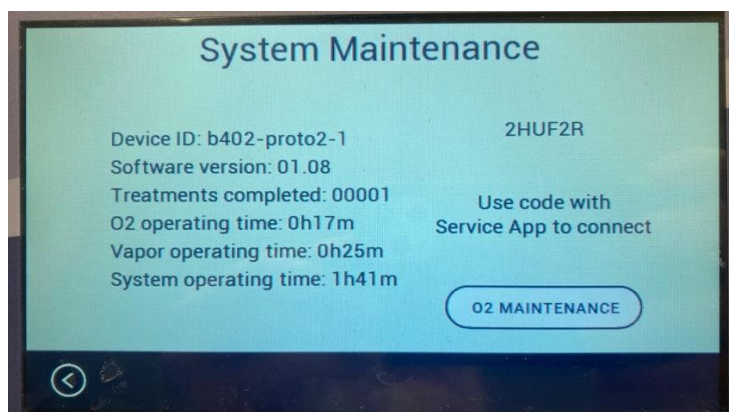 System Maintenance
Device ID: b402-proto2-1
Software version: 01.08
Treatments completed: 00001
O2 operating time: 0h17m
Vapor operating time: 0h25m
System operating time: 1h41m
2HUF2R
Use code with
Service App to connect
O2 MAINTENANCE